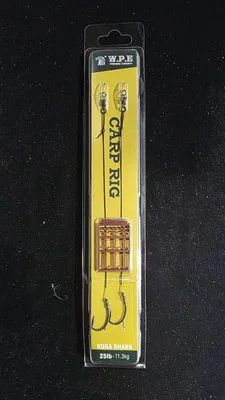 W.P.E
CARP RIG
KURA SHANK
25lb-11.3kg